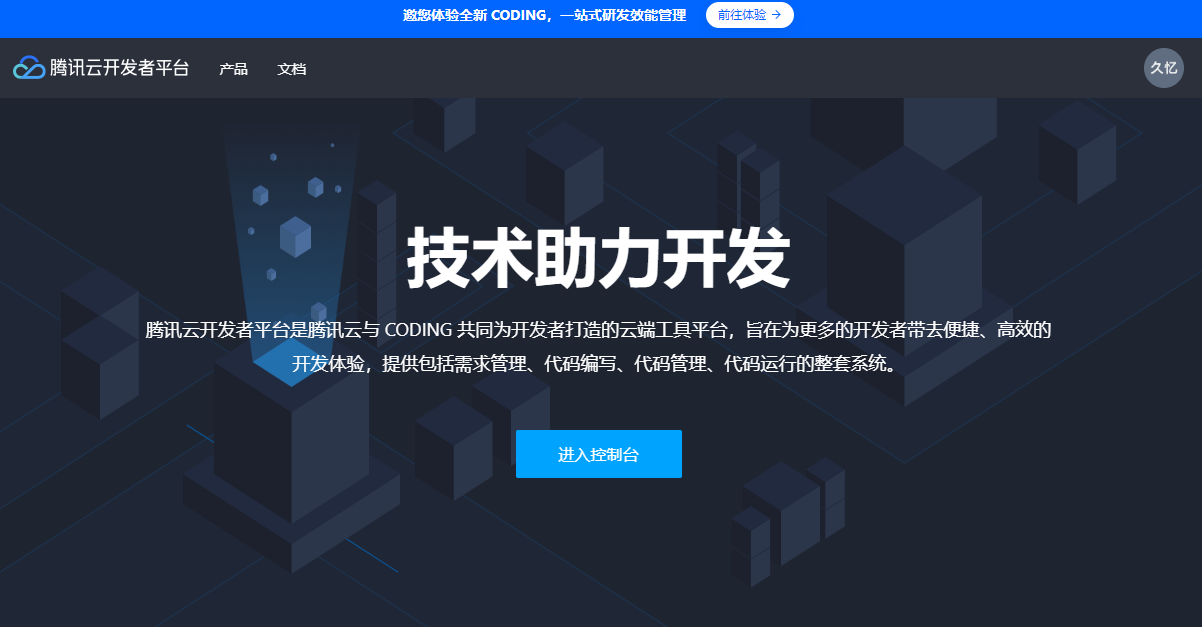 邀您体验全新 CODING，一站式研发效能管理 前往体验 →
腾讯云开发者平台 产品 文档 久忆
技术助力开发
腾讯云开发者平台是腾讯云与 CODING 共同为开发者打造的云端工具平台，旨在为更多的开发者带去便捷、高效的
开发体验，提供包括需求管理、代码编写、代码管理、代码运行的整套系统。
进入控制台